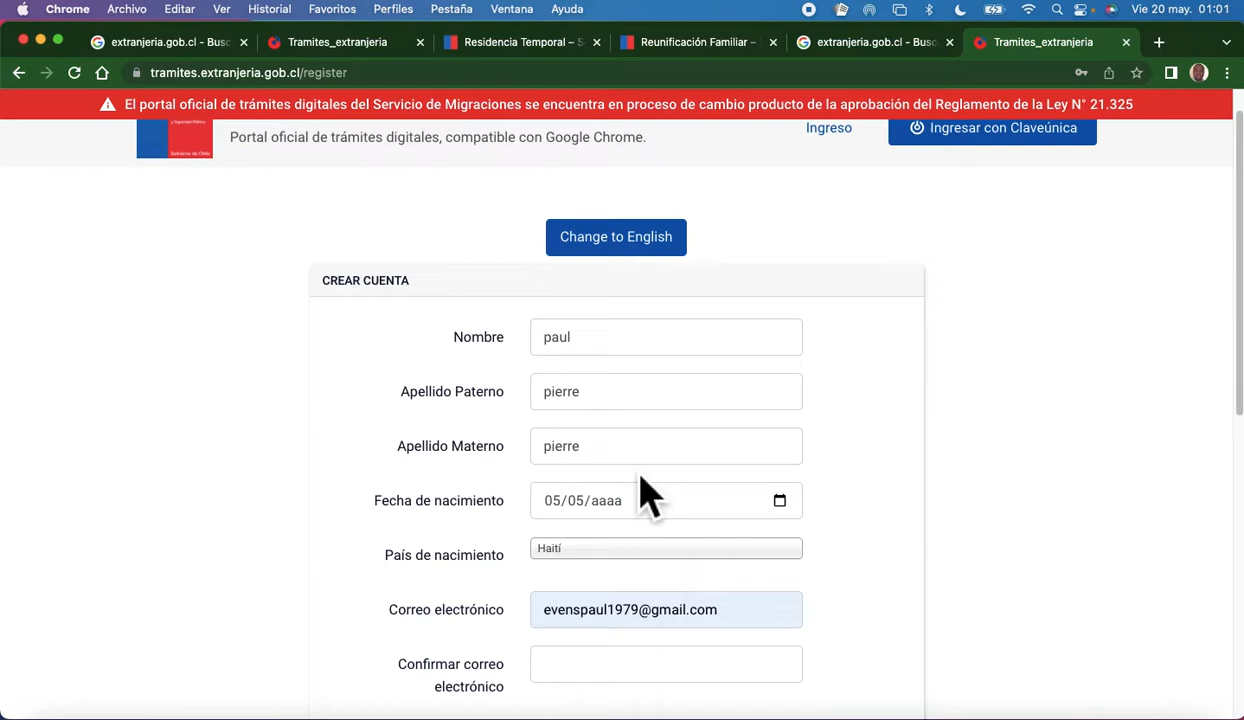 Chrome Archivo Editar Ver Historial Favoritos Perfiles Pestaña Ventana Ayuda Vie 20 may. 01:01
extranjeria.gob.cl - Busc Tramites_extranjeria Residencia Temporal – S Reunificación Familiar – extranjeria.gob.cl - Busc Tramites_extranjeria
tramites.extranjeria.gob.cl/register
El portal oficial de trámites digitales del Servicio de Migraciones se encuentra en proceso de cambio producto de la aprobación del Reglamento de la Ley N° 21.325
y Seguridad Pública
Gobierno de Chile
Portal oficial de trámites digitales, compatible con Google Chrome.
Ingreso
Ingresar con Claveúnica
Change to English
CREAR CUENTA
Nombre paul
Apellido Paterno pierre
Apellido Materno pierre
Fecha de nacimiento 05/05/aaaa
País de nacimiento Haití
Correo electrónico evenspaul1979@gmail.com
Confirmar correo
electrónico